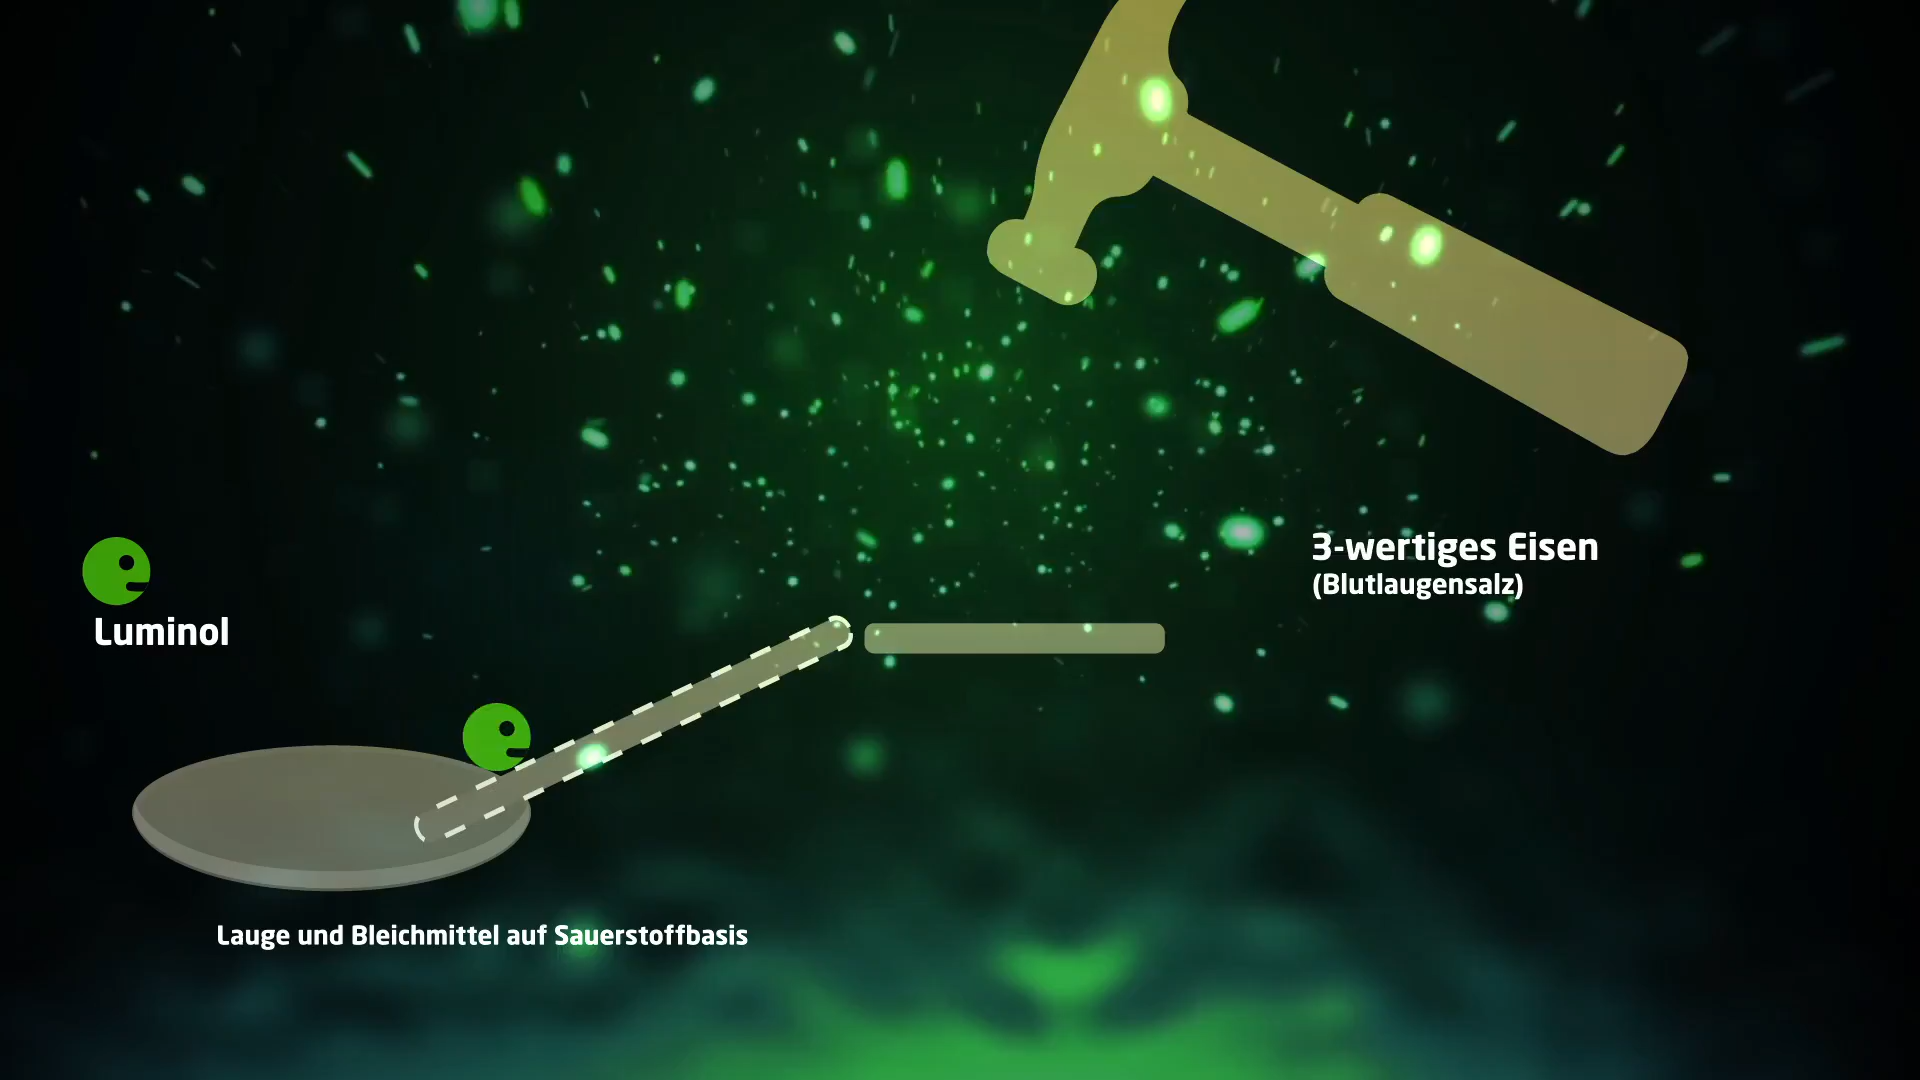 3-wertiges Eisen
(Blutlaugensalz)
Luminol
Lauge und Bleichmittel auf Sauerstoffbasis